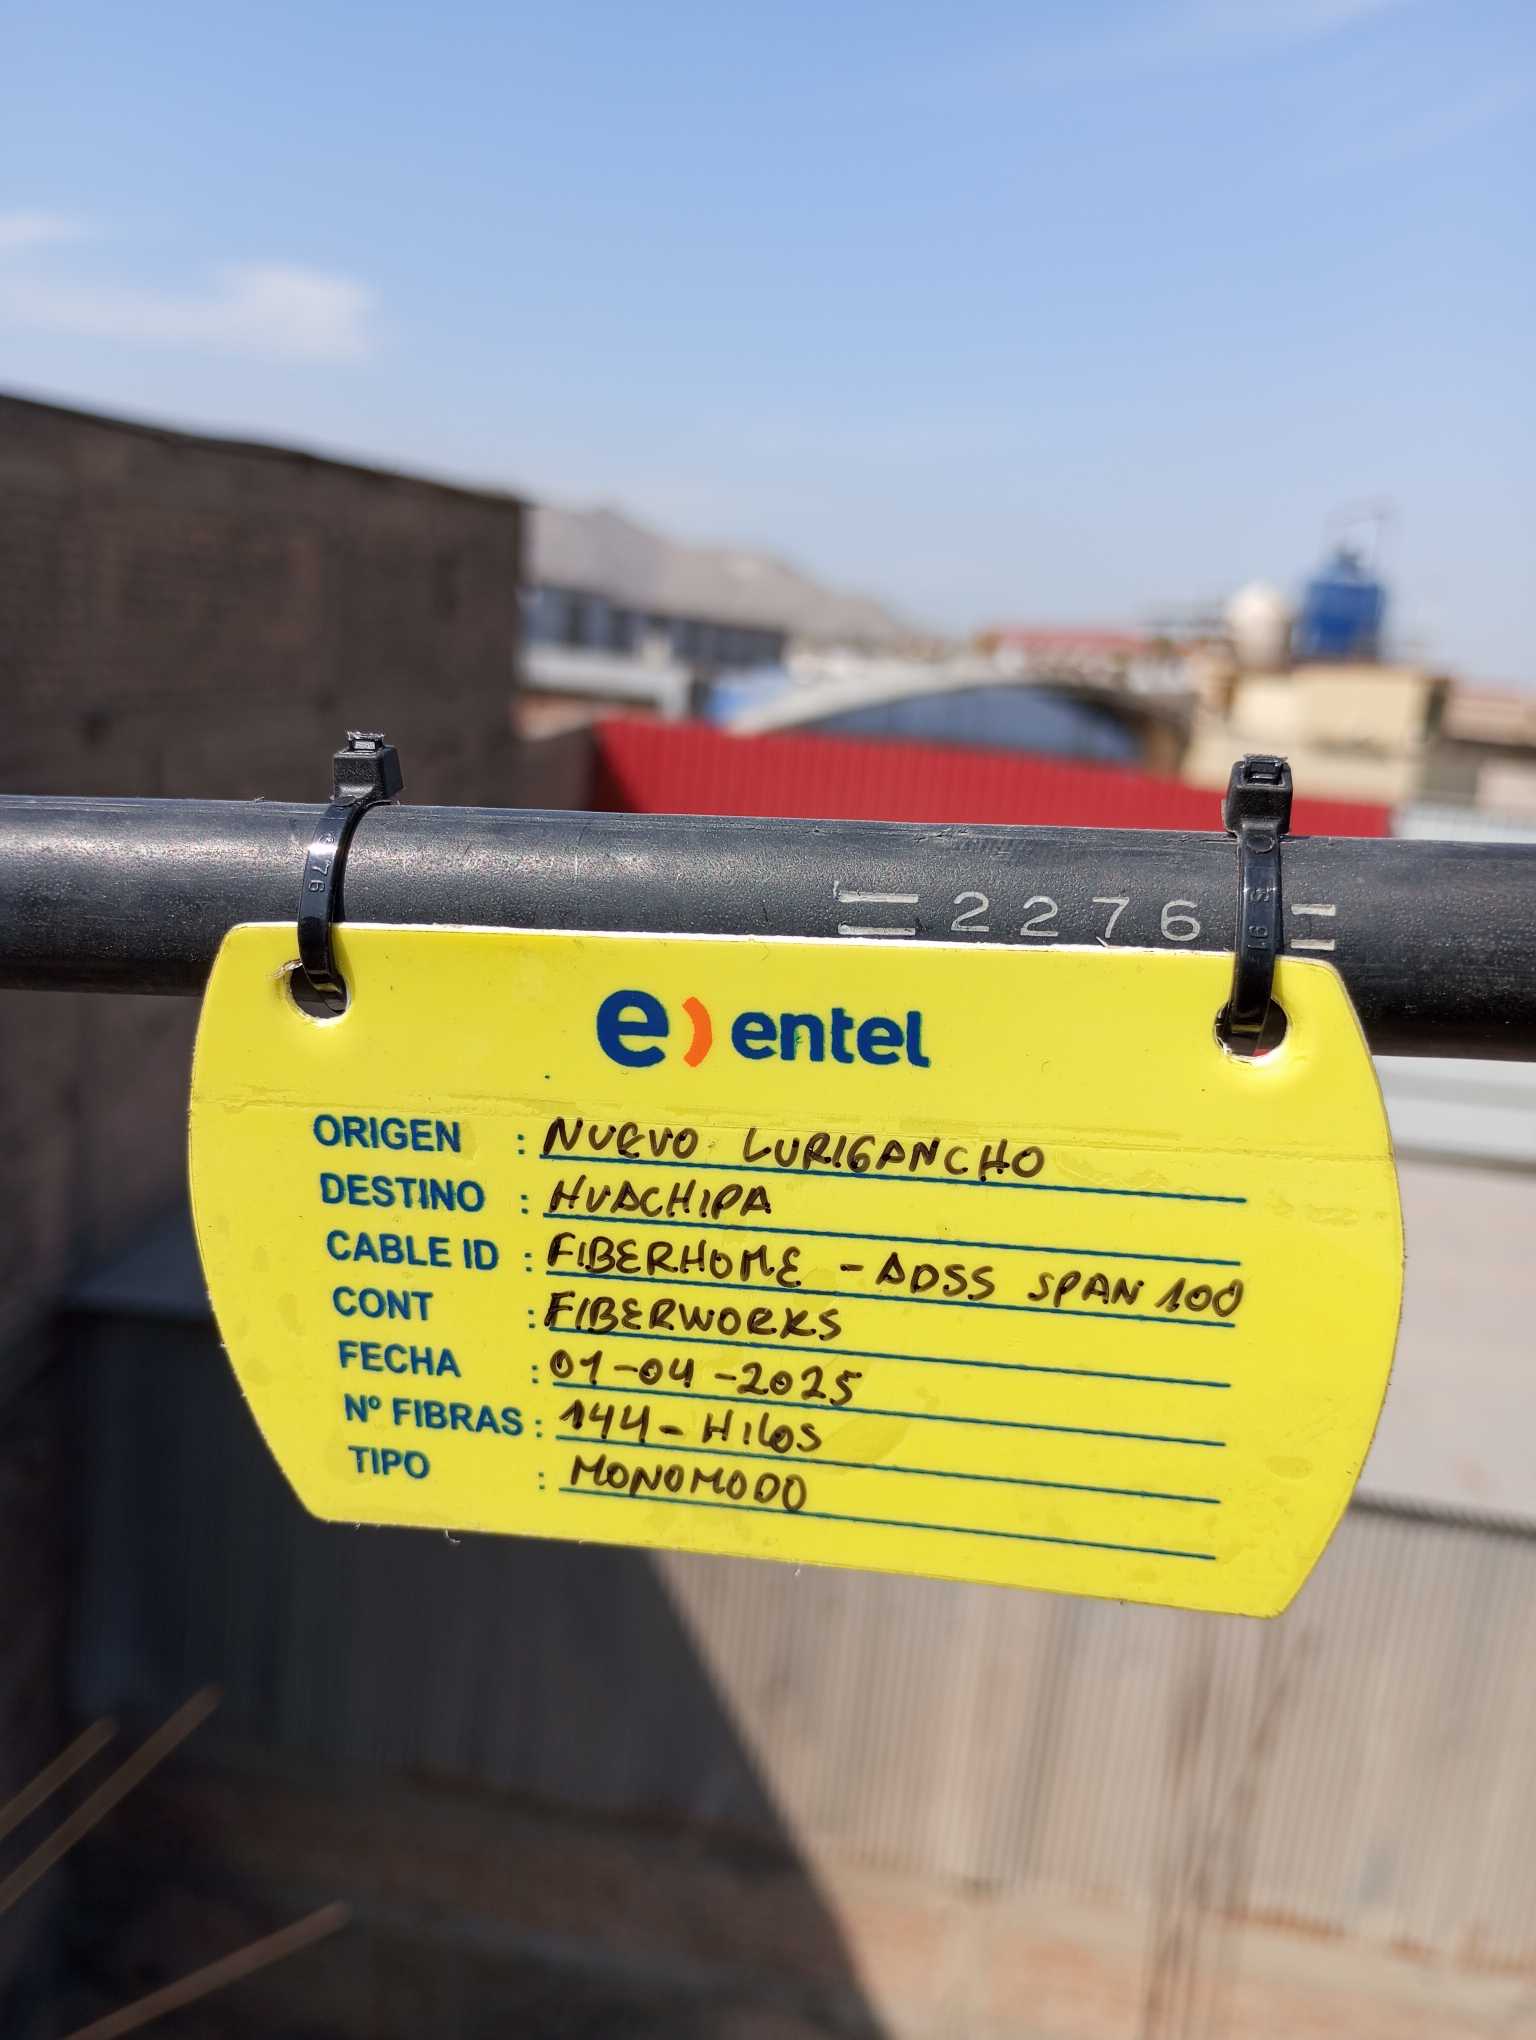 = 2276 =
e) entel
ORIGEN : NUEVO LURIGANCHO
DESTINO : HUACHIPA
CABLE ID : FIBERHOME - ADSS SPAN 100
CONT : FIBERWORKS
FECHA : 01-04-2025
Nº FIBRAS : 144 - HILOS
TIPO : MONOMODO